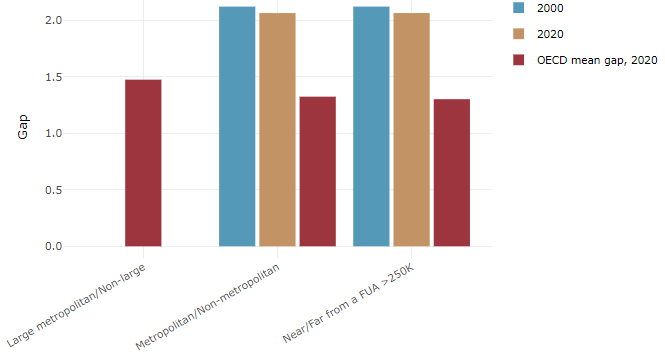 2000
2020
OECD mean gap, 2020
Gap
2.0
1.5
1.0
0.5
0.0
Large metropolitan/Non-large
Metropolitan/Non-metropolitan
Near/Far from a FUA >250K